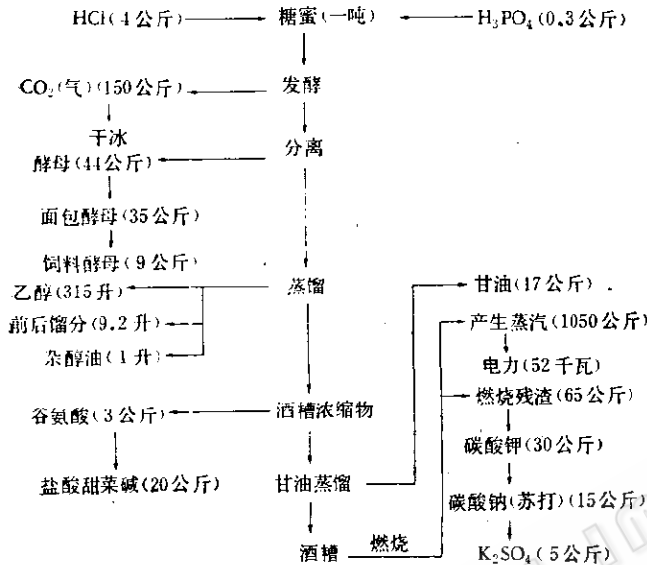 HCl(4公斤) 糖蜜(一吨) H₃PO₄(0.3公斤)
CO₂(气)(150公斤) 发酵
干冰
酵母(44公斤) 分离
面包酵母(35公斤)
饲料酵母(9公斤)
乙醇(315升) 蒸馏 甘油(17公斤)
前后馏分(9.2升) 产生蒸汽(1050公斤)
杂醇油(1升) 电力(52千瓦)
燃烧残渣(65公斤)
谷氨酸(3公斤) 酒槽浓缩物
碳酸钾(30公斤)
盐酸甜菜碱(20公斤) 甘油蒸馏
碳酸钠(苏打)(15公斤)
酒槽 燃烧 K₂SO₄(5公斤)